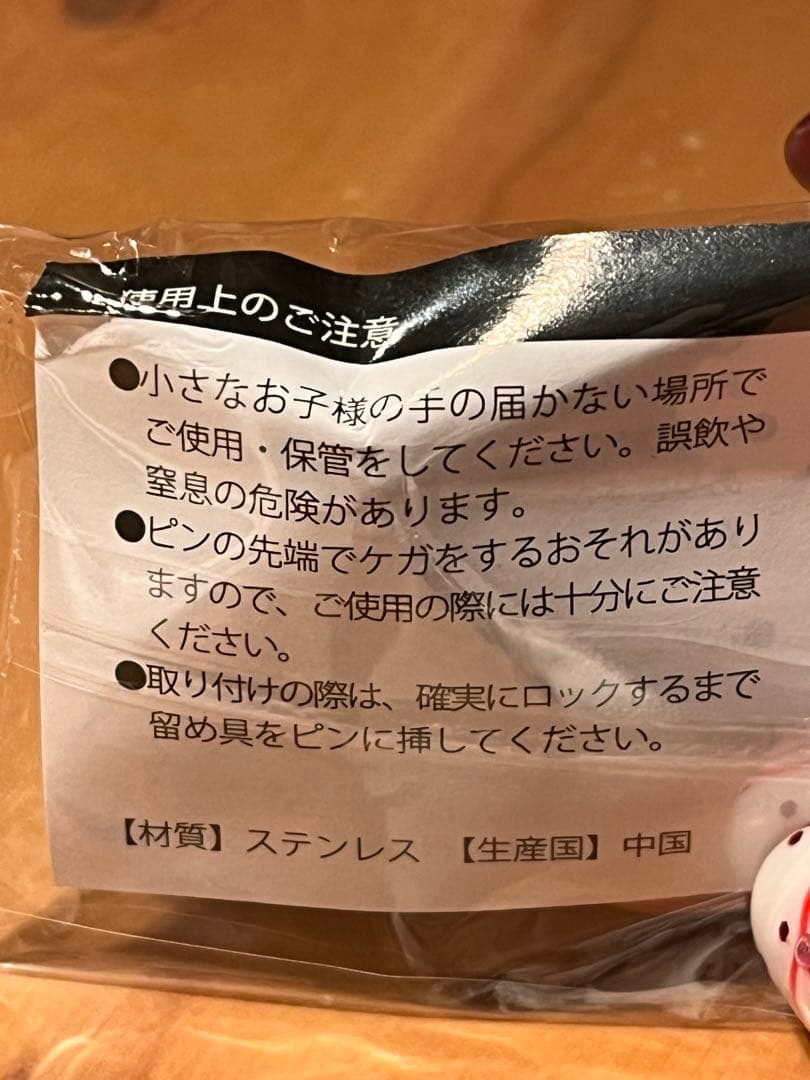 使用上のご注意
●小さなお子様の手の届かない場所で
ご使用・保管をしてください。誤飲や
窒息の危険があります。
●ピンの先端でケガをするおそれがあり
ますので、ご使用の際には十分にご注意
ください。
●取り付けの際は、確実にロックするまで
留め具をピンに挿してください。
【材質】ステンレス 【生産国】中国